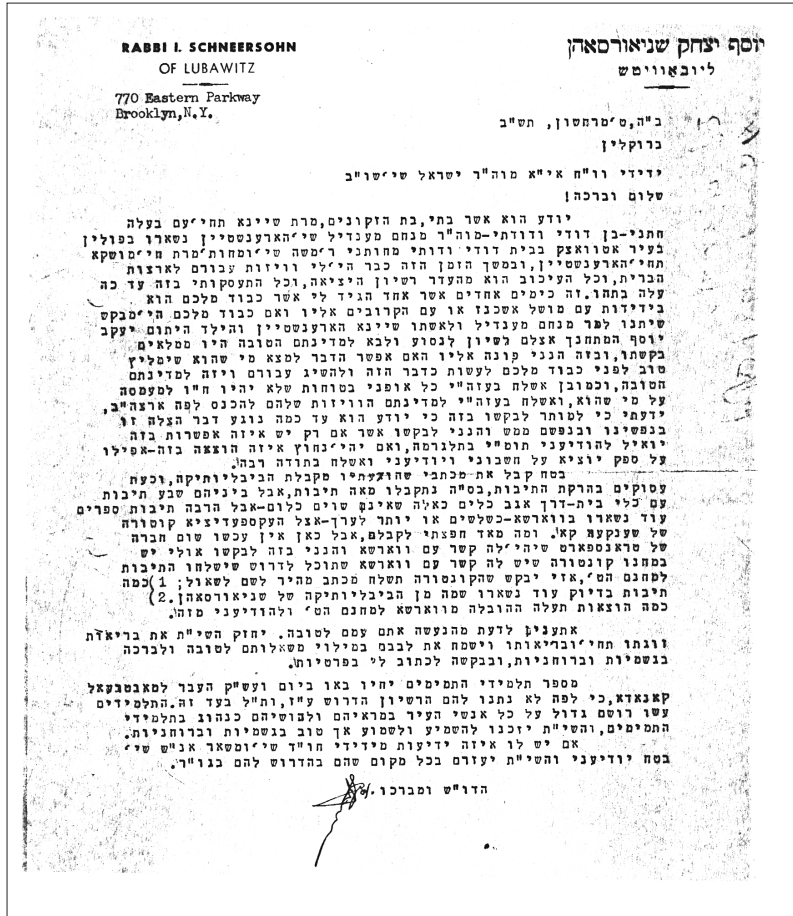 RABBI I. SCHNEERSOHN
OF LUBAWITZ
770 Eastern Parkway
Brooklyn,N.Y.
יוסף יצחק שניאורסאהן
ליובאוויטש
ב"ה,ט'מרחשון, תש"ב
ברוקלין
ידידי וו"ח אי"א מוה"ר ישראל שי'שו"ב
שלום וברכה!
יודע הוא אשר בתי,בת הזקונים,מרת שיינא תחי'עם בעלה
חתני-בן דודי ודודתי-מוה"ר מנחם מענדיל שי'הארענשטיין נשארו בפולין
בעיר אטוואצק בבית דודי ודותי מחותני ר'משה שי'ומחות'מרת חי'מושקא
תחי'הארענשטיין,ובמשך הזמן הזה כבר הי'לי וויזות עבורם לארצות
הברית,וכל העיכוב הוא מהעדר רשיון היציאה,וכל התעסקותי בזה עד כה
עלה בתהו.זה כימים אחדים אשר אחד הגיד לי אשר כבוד מלכם הוא
בידידות עם מושל אשכנז או עם הקרובים אליו ואם כבוד מלכם הי'מבקש
שיתנו למר מנחם מענדיל ולאשתו שיינא הארענשטיין והילד היתום יעקב
יוסף המתחנך אצלם רשיון לנסוע ולבא למדינתם הטובה היו ממלאים
בקשתו,ובזה הנני פונה אליו האם אפשר הדבר למצא מי שהוא שימליץ
טוב לפני כבוד מלכם לעשות כדבר הזה ולהשיג עבורם ויזה למדינתם
הטובה,וכמובן אשלח בעזה"י כל אופני בטוחות שלא יהיו ח"ו למעמסה
על מי שהוא,ואשלח בעזה"י למדינתם הוויזות שלהם להכנס לפה ארצה"ב,
ידעתי כי למותר לבקשו בזה כי יודע הוא עד כמה נוגע דבר הצלה זו
בנפשינו ובנפשם ממש והנני לבקשו אשר אם רק יש איזה אפשרות בזה
יואיל להודיעני תומ"י בתלגרמה,ואם יהי'נחוץ איזה הוצאה בזה-אפילו
על ספק יוציא על חשבוני ויודיעני ואשלח בתודה רבה.
בטח קבל את מכתבי מקבלת הביבליותיקה,וכעת
עסוקים בהרקת התיבות,בס"ה נתקבלו מאה תיבות,אבל ביניהם שבע תיבות
עם כלי בית-דרך אגב כלים כאלה שאינם שוים כלום-אבל הרבה תיבות ספרים
עוד נשארו בווארשא-כשלשים או יותר לערך-אצל העקספעדיציא קוטורה
של שענקעא קא'. ומה מאד חפצתי לקבלם,אבל כאן אין עכשו שום חברה
של טראנספארט שיהי'לה קשר עם ווארשא והנני בזה לבקשו אולי יש
במחנו קונטורה שיש לה קשר עם ווארשא שתוכל לדרוש שישלחו התיבות
למחנם הט',אזי יבקש שהקונטורה תשלח מכתב מהיר לשם לשאול; 1)כמה
תיבות בדיוק עוד נשארו שמה מן הביבליותיקה של שניאורסאהן.2)
כמה הוצאות תעלה ההובלה מווארשא למחנם הט' ולהודיעני מזה.
אתענין לדעת מהנעשה אתם עמם לטובה. יחזק השי"ת את בריאות
זוגתו תחי'ובריאותו וישמח את לבבם במילוי משאלותם לטובה ולברכה
בגשמיות וברוחניות,ובבקשה לכתוב לי בפרטיות.
מספר תלמידי התמימים יחיו באו ביום ועש"ק העבר למאנטבעאל
קאנאדא,כי לפה לא נתנו להם הרשיון הדרוש ע"ז,ות"ל בעד זה.התלמידים
עשו רושם גדול על כל אנשי העיר במראיהם ולבושיהם כנהוג בתלמידי
התמימים,והשי"ת יזכנו להשמיע ולשמוע אך טוב בגשמיות וברוחניות.
אם יש לו איזה ידיעות מידידי חו"ד שי'ומשאר אנ"ש שי'
בטח יודיעני והשי"ת יעזרם בכל מקום שהם בהדרוש להם בגו"ר.
הדו"ש ומברכו.